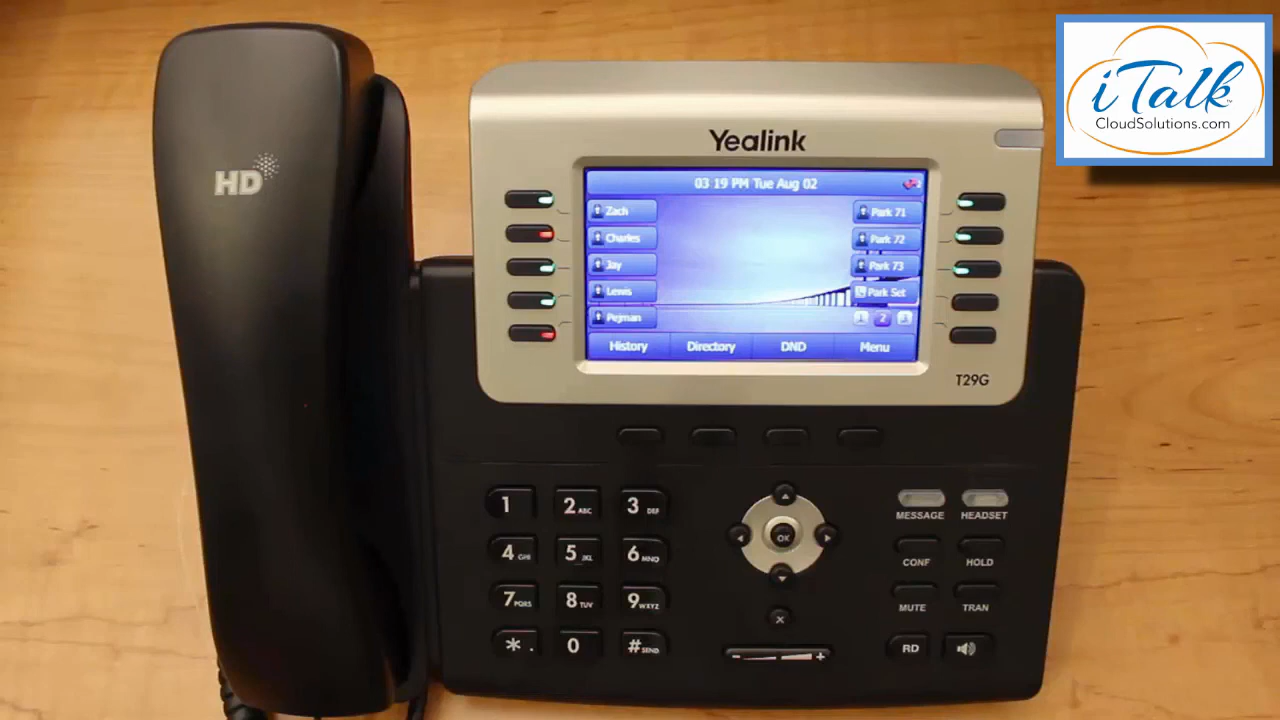 iTalk
CloudSolutions.com
HD
Yealink
03 19 PM Tue Aug 02
Zach
Park 71
Charles
Park 72
Jay
Park 73
Lewis
Park Set
Pejman
1 2 3
History Directory DND Menu
T29G
1 2 ABC 3 DEF
4 GHI 5 JKL 6 MNO
7 PQRS 8 TUV 9 WXYZ
* . 0 # SEND
OK
X
- +
MESSAGE HEADSET
CONF HOLD
MUTE TRAN
RD